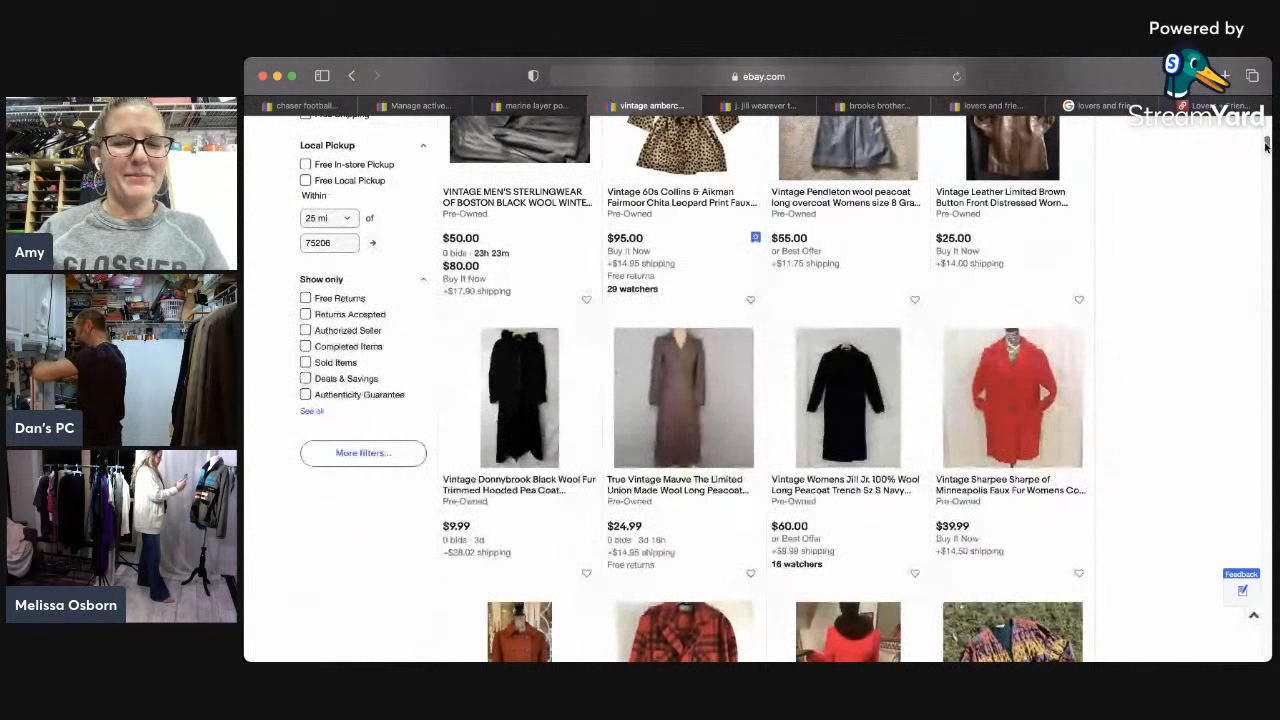 Powered by
StreamYard
ebay.com
chaser football...
Manage active...
marine layer po...
vintage amberc...
j. jill wearever t...
brooks brother...
lovers and frie...
lovers and frie...
Amy
GLOSSIER
Dan's PC
Melissa Osborn
Local Pickup
Free In-store Pickup
Free Local Pickup
Within
25 mi
of
75206
Show only
Free Returns
Returns Accepted
Authorized Seller
Completed Items
Sold Items
Deals & Savings
Authenticity Guarantee
See all
More filters...
VINTAGE MEN'S STERLINGWEAR
OF BOSTON BLACK WOOL WINTE...
Pre-Owned
$50.00
0 bids · 23h 23m
$80.00
Buy It Now
+$17.90 shipping
Vintage 60s Collins & Aikman
Fairmoor Chita Leopard Print Faux...
Pre-Owned
$95.00
Buy It Now
+$14.95 shipping
Free returns
29 watchers
Vintage Pendleton wool peacoat
long overcoat Womens size 8 Gra...
Pre-Owned
$55.00
or Best Offer
+$11.75 shipping
Vintage Leather Limited Brown
Button Front Distressed Worn...
Pre-Owned
$25.00
Buy It Now
+$14.00 shipping
Vintage Donnybrook Black Wool Fur
Trimmed Hooded Pea Coat...
Pre-Owned
$9.99
0 bids · 3d
+$28.02 shipping
True Vintage Mauve The Limited
Union Made Wool Long Peacoat...
Pre-Owned
$24.99
0 bids · 3d 16h
+$14.95 shipping
Free returns
Vintage Womens Jill Jr. 100% Wool
Long Peacoat Trench Sz S Navy...
Pre-Owned
$60.00
or Best Offer
+$9.99 shipping
16 watchers
Vintage Sharpee Sharpe of
Minneapolis Faux Fur Womens Co...
Pre-Owned
$39.99
Buy It Now
+$14.50 shipping
Feedback